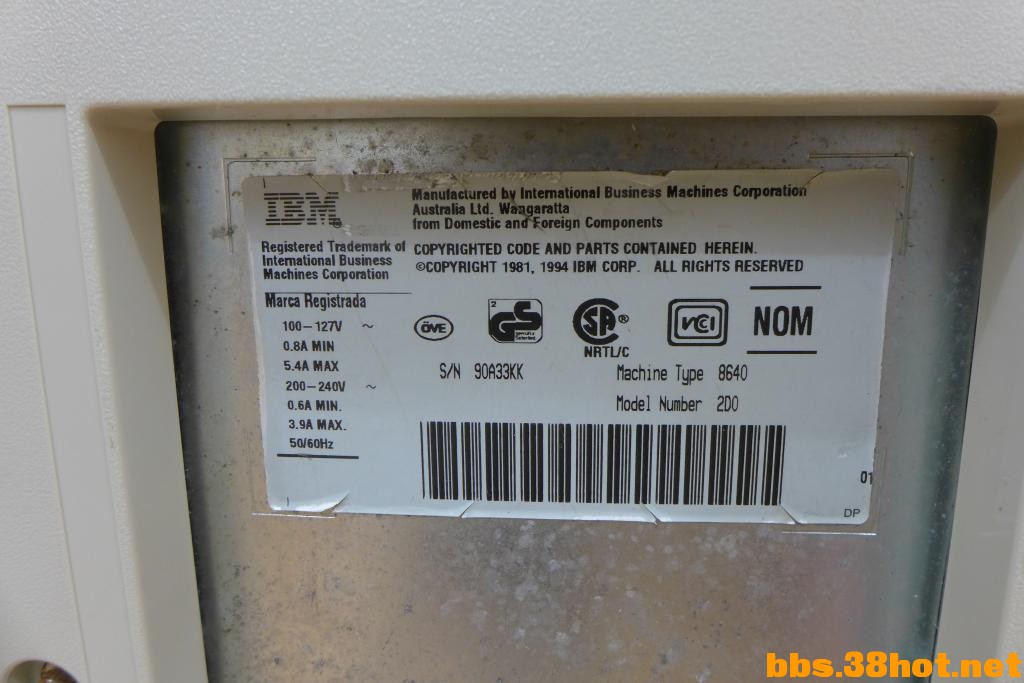 IBM®
Registered Trademark of
International Business
Machines Corporation
Marca Registrada
100–127V ~
0.8A MIN
5.4A MAX
200–240V ~
0.6A MIN.
3.9A MAX.
50/60Hz
Manufactured by International Business Machines Corporation
Australia Ltd. Wangaratta
from Domestic and Foreign Components
COPYRIGHTED CODE AND PARTS CONTAINED HEREIN.
©COPYRIGHT 1981, 1994 IBM CORP. ALL RIGHTS RESERVED
ÖVE
2 GS
SA®
NRTL/C
VCCI
NOM
S/N 90A33KK
Machine Type 8640
Model Number 2D0
01
DP
bbs.38hot.net